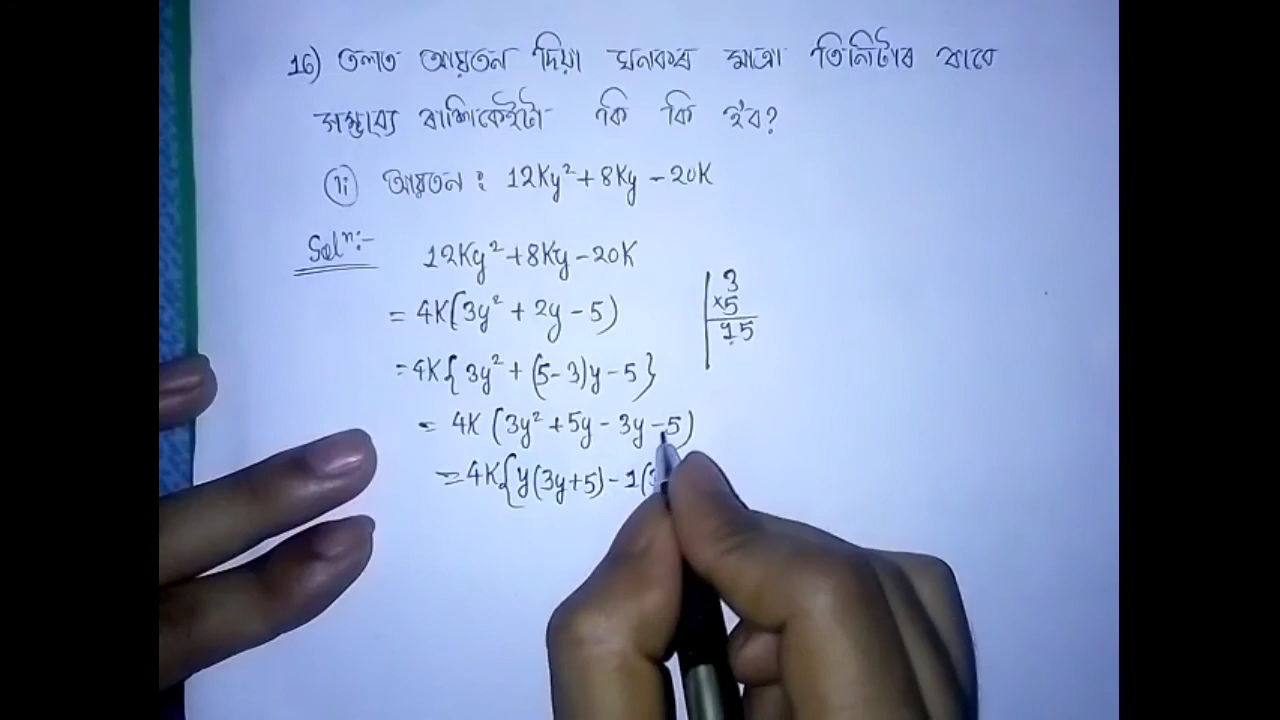 16) তলত আয়তন দিয়া ঘনকৰ মাত্ৰা তিনিটাৰ বাবে
সম্ভাব্য ৰাশিকেইটা কি কি হ'ব?
(ii) আয়তন : 12Ky² + 8Ky - 20K
Solⁿ:-
12Ky² + 8Ky - 20K
= 4K(3y² + 2y - 5)
= 4K{3y² + (5-3)y - 5}
= 4K (3y² + 5y - 3y - 5)
= 4K{y(3y+5) - 1(
3
×5
15